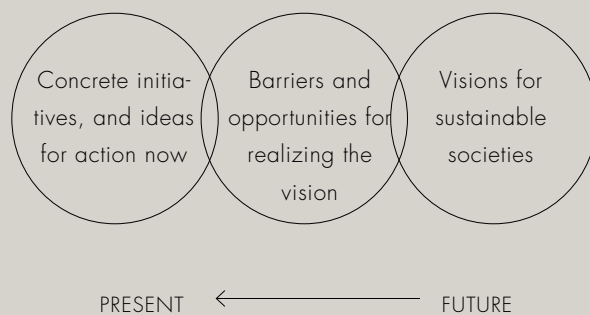 Concrete initia-
tives, and ideas
for action now
Barriers and
opportunities for
realizing the
vision
Visions for
sustainable
societies
PRESENT
FUTURE